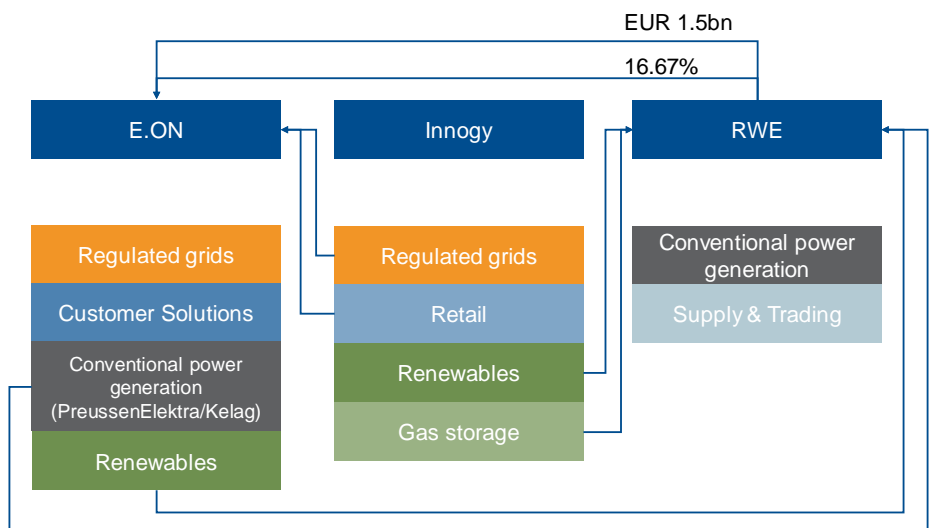 EUR 1.5bn
16.67%
E.ON
Innogy
RWE
Regulated grids
Customer Solutions
Conventional power
generation
(PreussenElektra/Kelag)
Renewables
Regulated grids
Retail
Renewables
Gas storage
Conventional power
generation
Supply & Trading